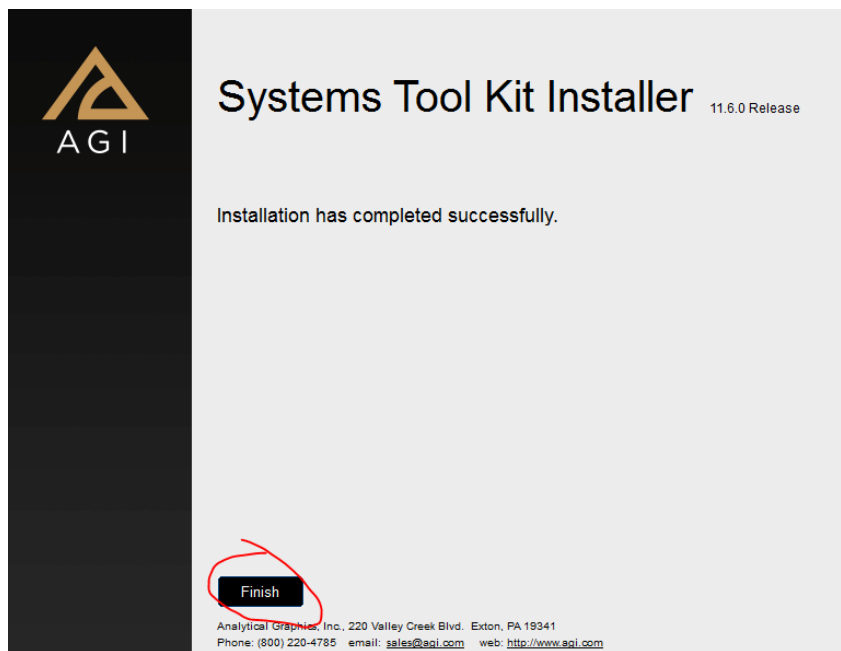 AGI
Systems Tool Kit Installer 11.6.0 Release
Installation has completed successfully.
Finish
Analytical Graphics, Inc., 220 Valley Creek Blvd. Exton, PA 19341
Phone: (800) 220-4785 email: sales@agi.com web: http://www.agi.com